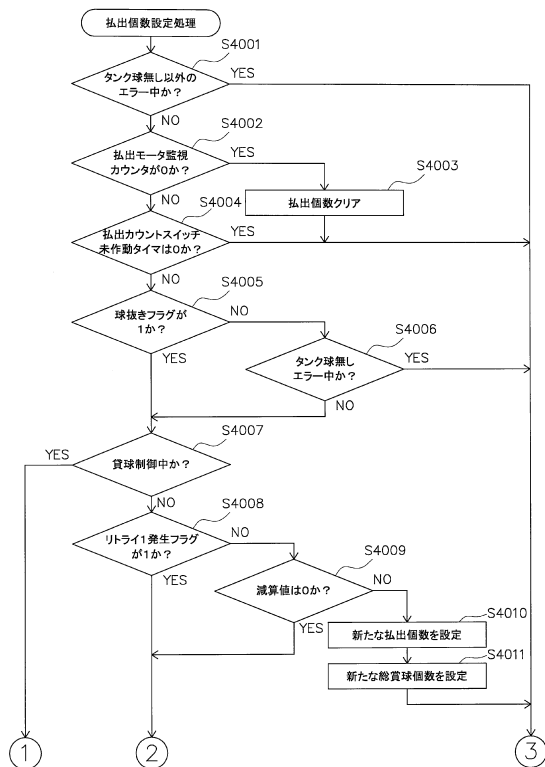 払出個数設定処理
S4001
タンク球無し以外の
エラー中か？
YES
NO
S4002
払出モータ監視
カウンタが0か？
YES
NO
S4003
払出個数クリア
S4004
払出カウントスイッチ
未作動タイマは0か？
YES
NO
S4005
球抜きフラグが
1か？
NO
YES
S4006
タンク球無し
エラー中か？
YES
NO
S4007
貸球制御中か？
YES
NO
S4008
リトライ1発生フラグ
が1か？
NO
YES
S4009
減算値は0か？
NO
YES
S4010
新たな払出個数を設定
S4011
新たな総賞球個数を設定
1
2
3